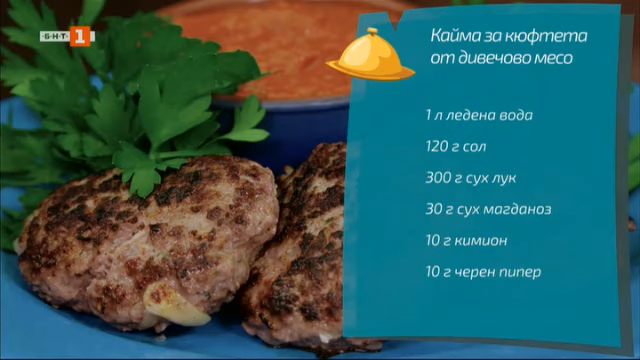 БНТ 1
Кайма за кюфтета
от дивечово месо
1 л ледена вода
120 г сол
300 г сух лук
30 г сух магданоз
10 г кимион
10 г черен пипер